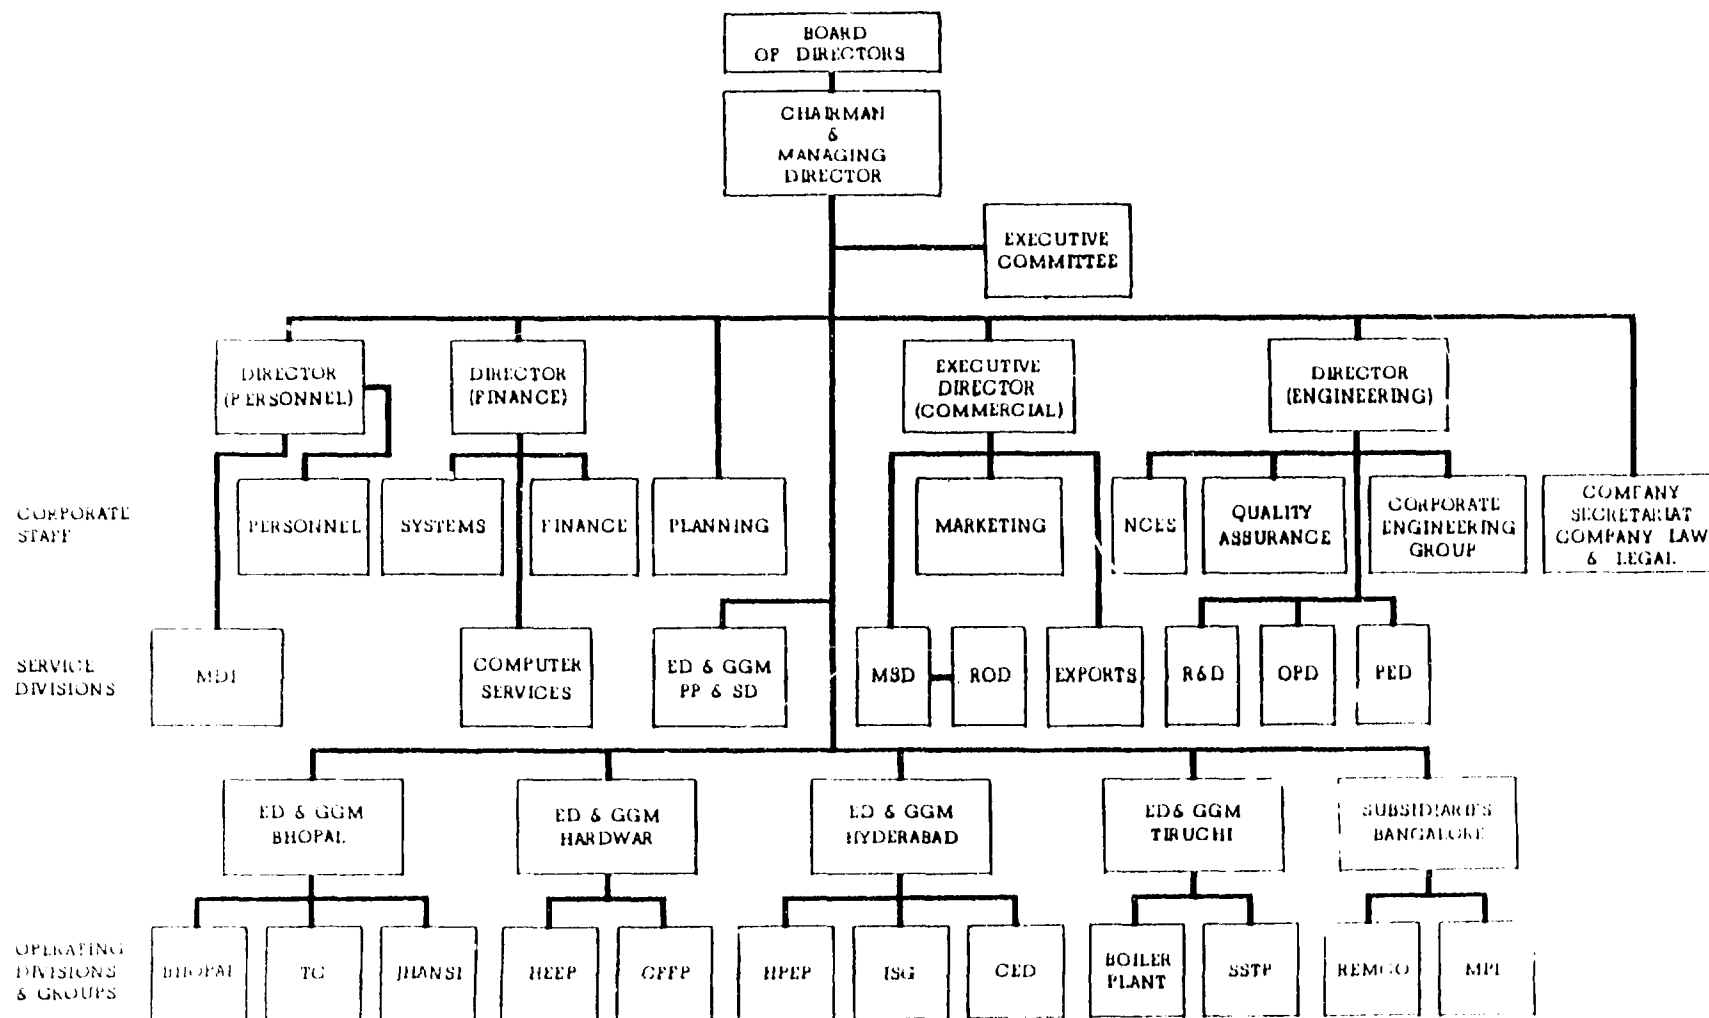 BOARD
OF DIRECTORS
CHAIRMAN
&
MANAGING
DIRECTOR
EXECUTIVE
COMMITTEE
DIRECTOR
(PERSONNEL)
DIRECTOR
(FINANCE)
EXECUTIVE
DIRECTOR
(COMMERCIAL)
DIRECTOR
(ENGINEERING)
CORPORATE
STAFF
PERSONNEL
SYSTEMS
FINANCE
PLANNING
MARKETING
NCES
QUALITY
ASSURANCE
CORPORATE
ENGINEERING
GROUP
COMPANY
SECRETARIAT
COMPANY LAW
& LEGAL
SERVICE
DIVISIONS
MDI
COMPUTER
SERVICES
ED & GGM
PP & SD
MSD
ROD
EXPORTS
R&D
OPD
PED
ED & GGM
BHOPAL
ED & GGM
HARDWAR
ED & GGM
HYDERABAD
ED & GGM
TIRUCHI
SUBSIDIARIES
BANGALORE
OPERATING
DIVISIONS
& GROUPS
BHOPAL
TC
JHANSI
HEEP
CFFP
HPEP
ISG
CED
BOILER
PLANT
SSTP
REMCO
MPI